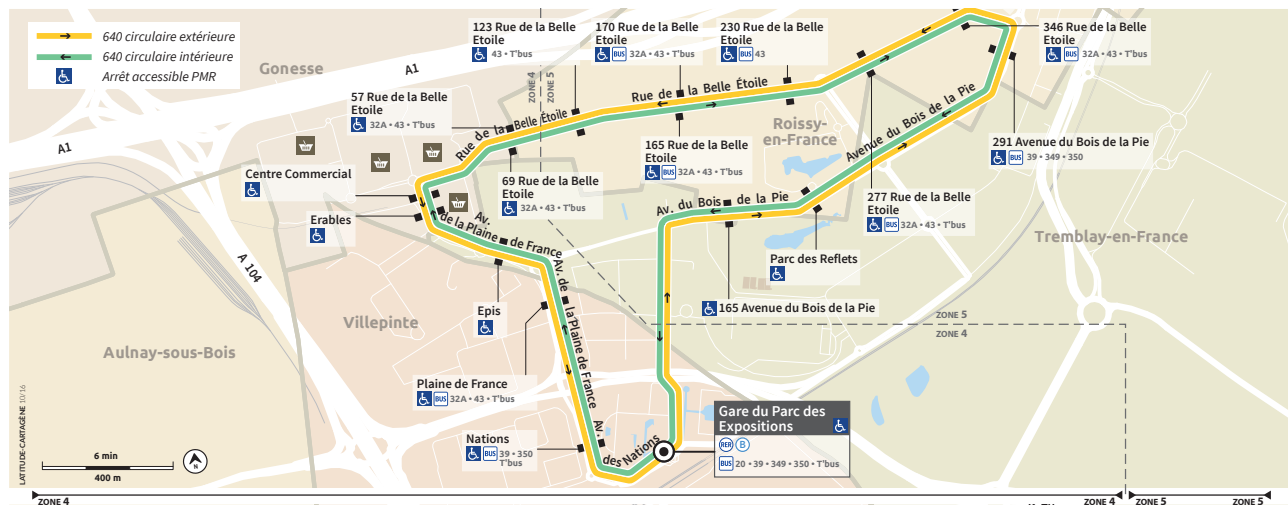 640 circulaire extérieure
640 circulaire intérieure
Arrêt accessible PMR
Gonesse
A1
A1
A 104
ZONE 4
ZONE 5
123 Rue de la Belle
Etoile
43 • T'bus
170 Rue de la Belle
Etoile
BUS 32A • 43 • T'bus
230 Rue de la Belle
Etoile
BUS 43
346 Rue de la Belle
Etoile
BUS 32A • 43 • T'bus
57 Rue de la Belle
Etoile
32A • 43 • T'bus
Rue de la Belle Étoile
Rue de la Belle Étoile
165 Rue de la Belle
Etoile
BUS 32A • 43 • T'bus
Roissy-
en-France
Avenue du Bois de la Pie
291 Avenue du Bois de la Pie
BUS 39 • 349 • 350
Centre Commercial
69 Rue de la Belle
Etoile
32A • 43 • T'bus
277 Rue de la Belle
Etoile
BUS 32A • 43 • T'bus
Erables
Av. de la Plaine de France
Av. du Bois de la Pie
Tremblay-en-France
Parc des Reflets
Epis
165 Avenue du Bois de la Pie
ZONE 5
ZONE 4
Villepinte
Aulnay-sous-Bois
Av. de la Plaine de France
Plaine de France
BUS 32A • 43 • T'bus
Gare du Parc des
Expositions
RER B
BUS 20 • 39 • 349 • 350 • T'bus
Nations
BUS 39 • 350
T'bus
Av. des Nations
LATITUDE-CARTAGÈNE 10/16
6 min
400 m
N
ZONE 4
ZONE 4
ZONE 5
ZONE 5